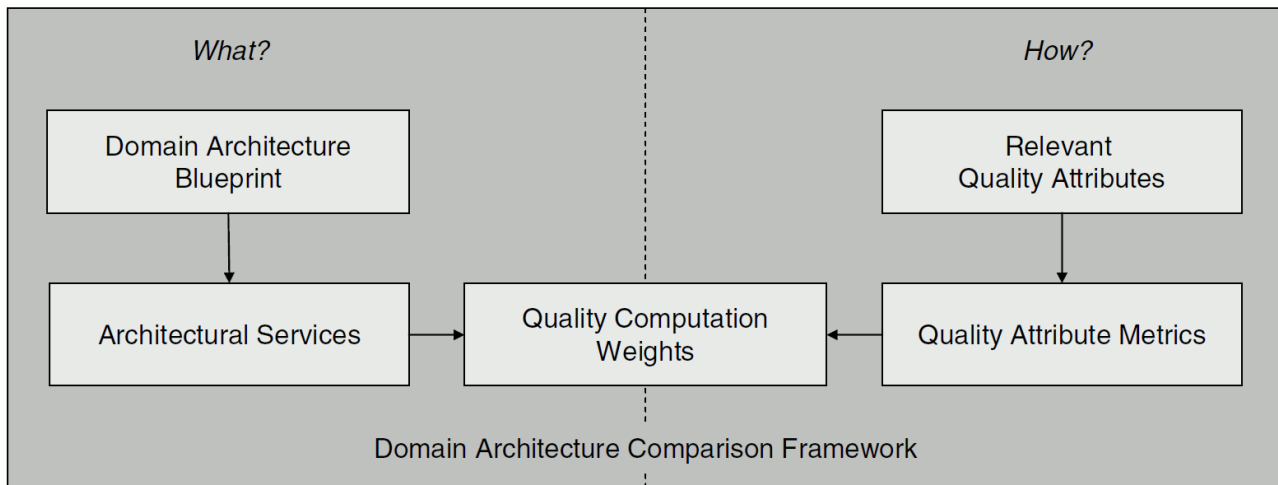 What?
How?
Domain Architecture
Blueprint
Relevant
Quality Attributes
Architectural Services
Quality Computation
Weights
Quality Attribute Metrics
Domain Architecture Comparison Framework